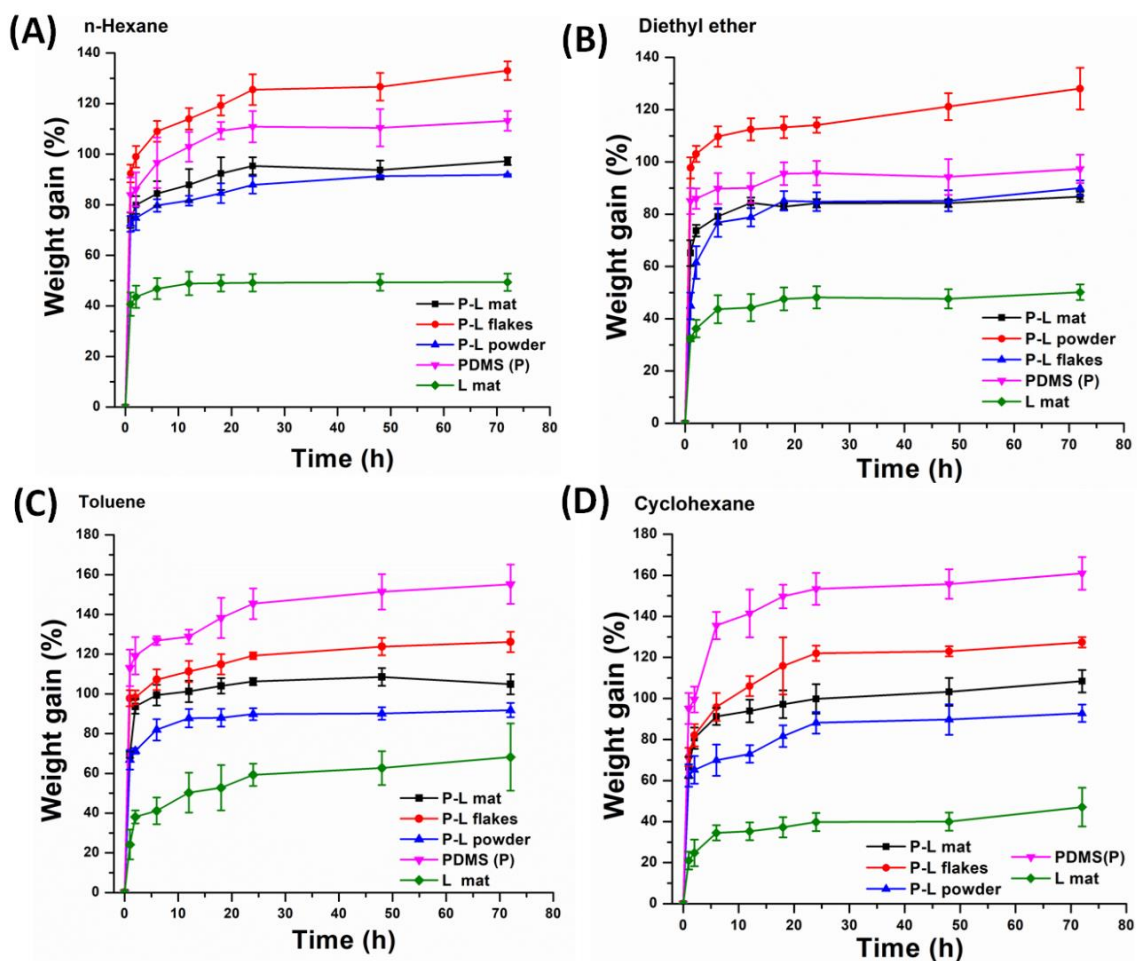 (A)
n-Hexane
140
120
100
80
60
40
20
0
Weight gain (%)
0 10 20 30 40 50 60 70 80
Time (h)
P-L mat
P-L flakes
P-L powder
PDMS (P)
L mat
(B)
Diethyl ether
140
120
100
80
60
40
20
0
Weight gain (%)
0 10 20 30 40 50 60 70 80
Time (h)
P-L mat
P-L powder
P-L flakes
PDMS (P)
L mat
(C)
Toluene
180
160
140
120
100
80
60
40
20
0
Weight gain (%)
0 10 20 30 40 50 60 70 80
Time (h)
P-L mat
P-L flakes
P-L powder
PDMS (P)
L mat
(D)
Cyclohexane
180
160
140
120
100
80
60
40
20
0
Weight gain (%)
0 10 20 30 40 50 60 70 80
Time (h)
P-L mat
P-L flakes
P-L powder
PDMS(P)
L mat